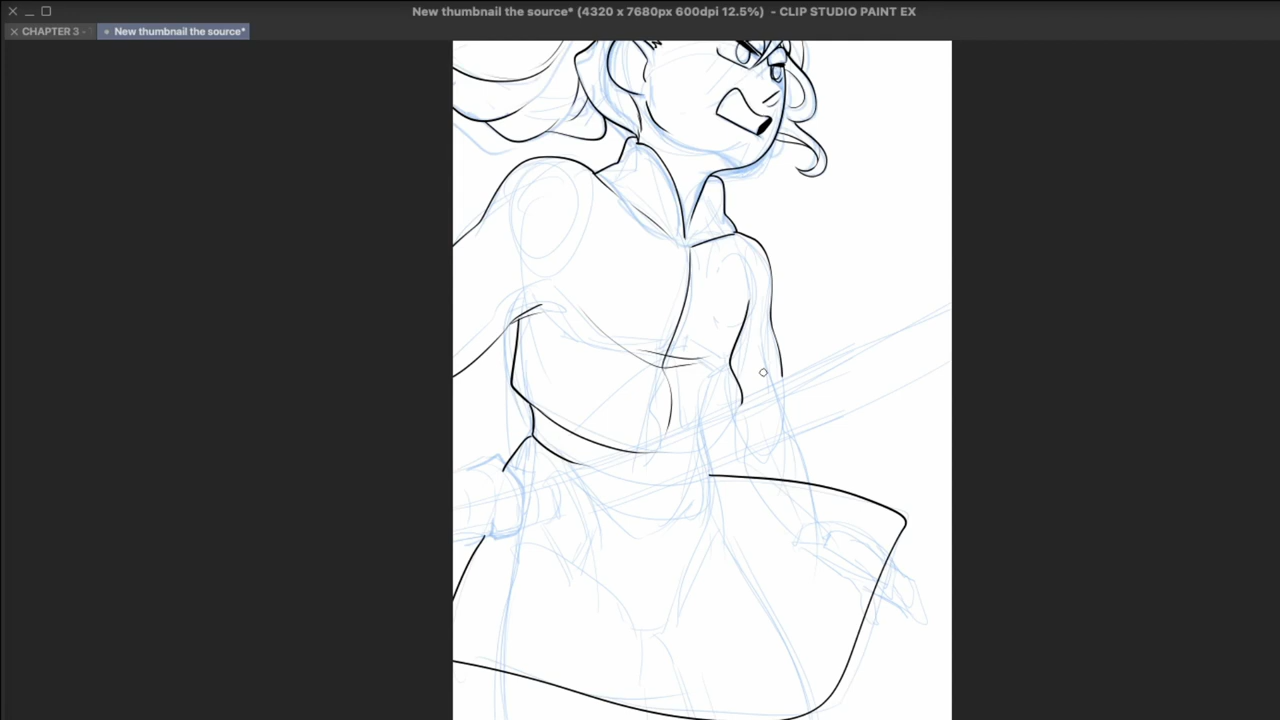 New thumbnail the source* (4320 x 7680px 600dpi 12.5%) - CLIP STUDIO PAINT EX
CHAPTER 3 -
New thumbnail the source*